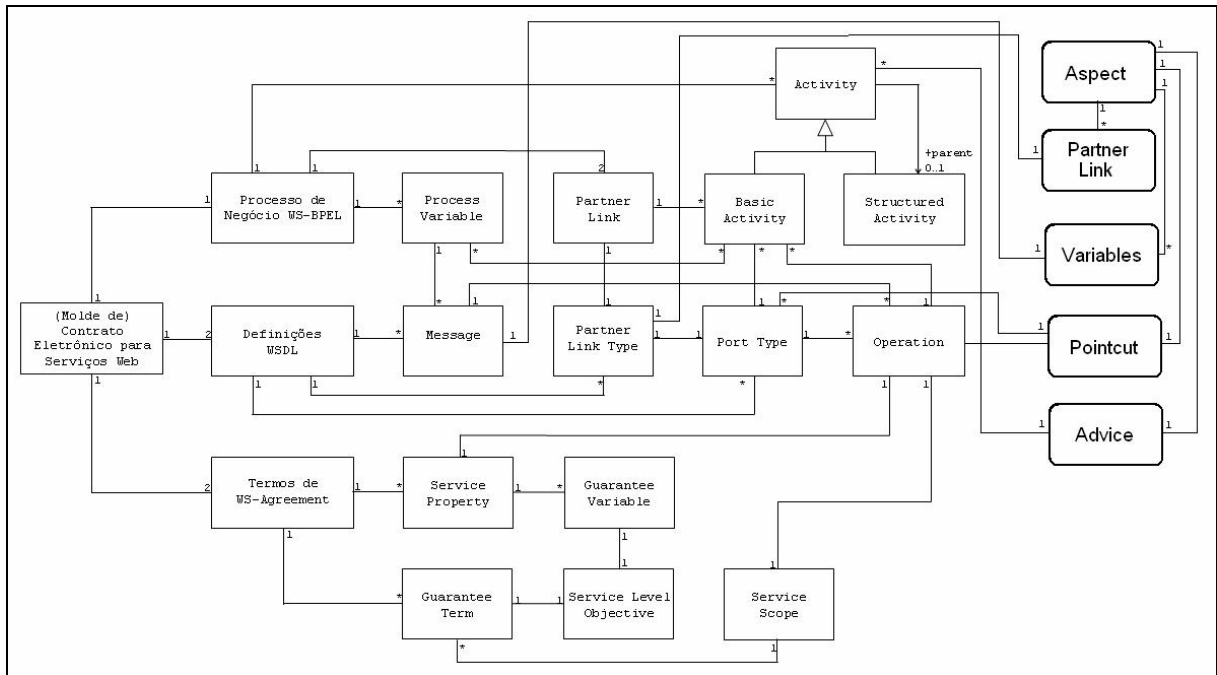 Activity
Aspect
Partner
Link
+parent
0..1
Processo de
Negócio WS-BPEL
Process
Variable
Partner
Link
Basic
Activity
Structured
Activity
Variables
(Molde de)
Contrato
Eletrônico para
Serviços Web
Definições
WSDL
Message
Partner
Link Type
Port Type
Operation
Pointcut
Advice
Termos de
WS-Agreement
Service
Property
Guarantee
Variable
Guarantee
Term
Service Level
Objective
Service
Scope